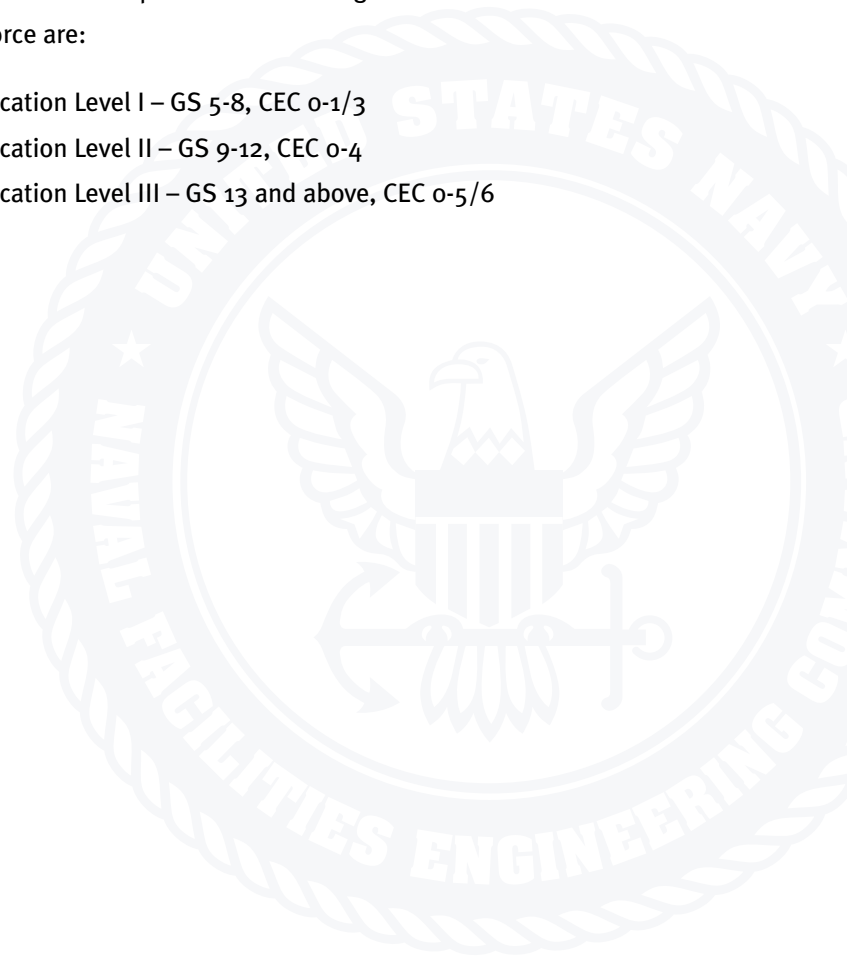 orce are:
cation Level I – GS 5-8, CEC 0-1/3
cation Level II – GS 9-12, CEC 0-4
cation Level III – GS 13 and above, CEC 0-5/6
UNITED STATES NAVY
NAVAL FACILITIES ENGINEERING COMM